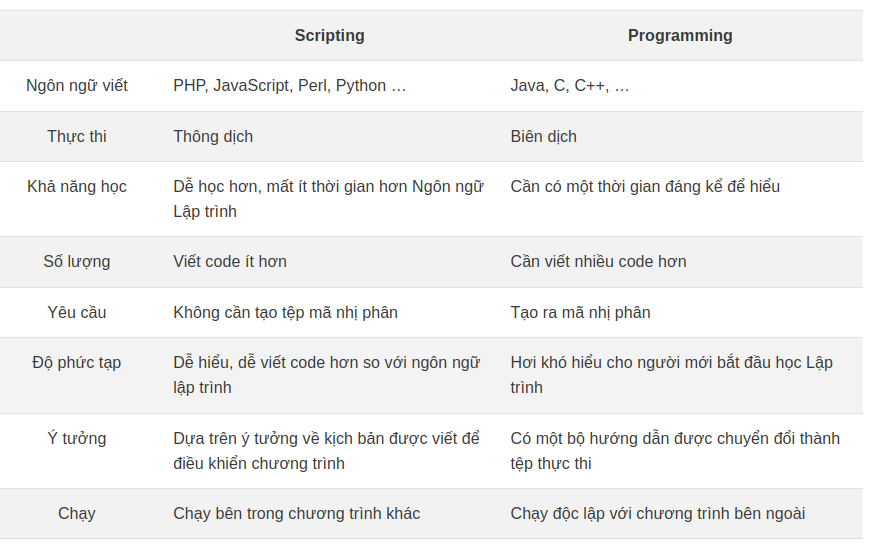 Scripting Programming
Ngôn ngữ viết PHP, JavaScript, Perl, Python … Java, C, C++, …
Thực thi Thông dịch Biên dịch
Khả năng học Dễ học hơn, mất ít thời gian hơn Ngôn ngữ Cần có một thời gian đáng kể để hiểu
Lập trình
Số lượng Viết code ít hơn Cần viết nhiều code hơn
Yêu cầu Không cần tạo tệp mã nhị phân Tạo ra mã nhị phân
Độ phức tạp Dễ hiểu, dễ viết code hơn so với ngôn ngữ Hơi khó hiểu cho người mới bắt đầu học Lập
lập trình trình
Ý tưởng Dựa trên ý tưởng về kịch bản được viết để Có một bộ hướng dẫn được chuyển đổi thành
điều khiển chương trình tệp thực thi
Chạy Chạy bên trong chương trình khác Chạy độc lập với chương trình bên ngoài